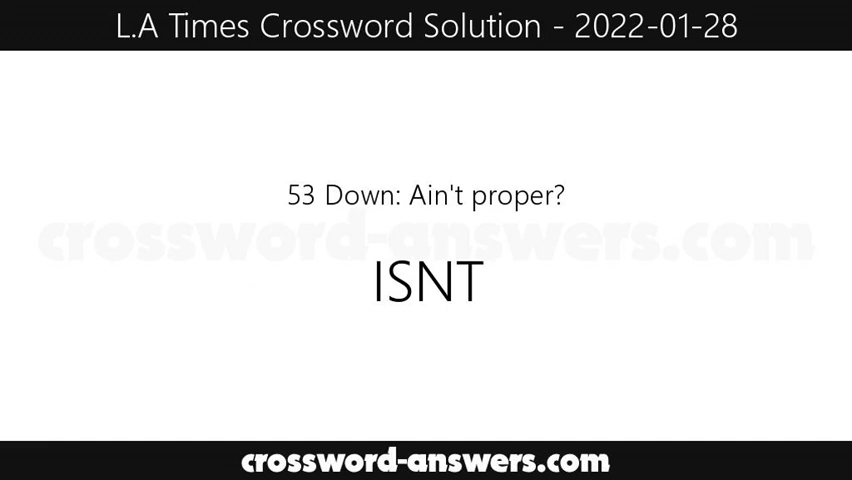 L.A Times Crossword Solution - 2022-01-28
53 Down: Ain't proper?
crossword-answers.com
ISNT
crossword-answers.com